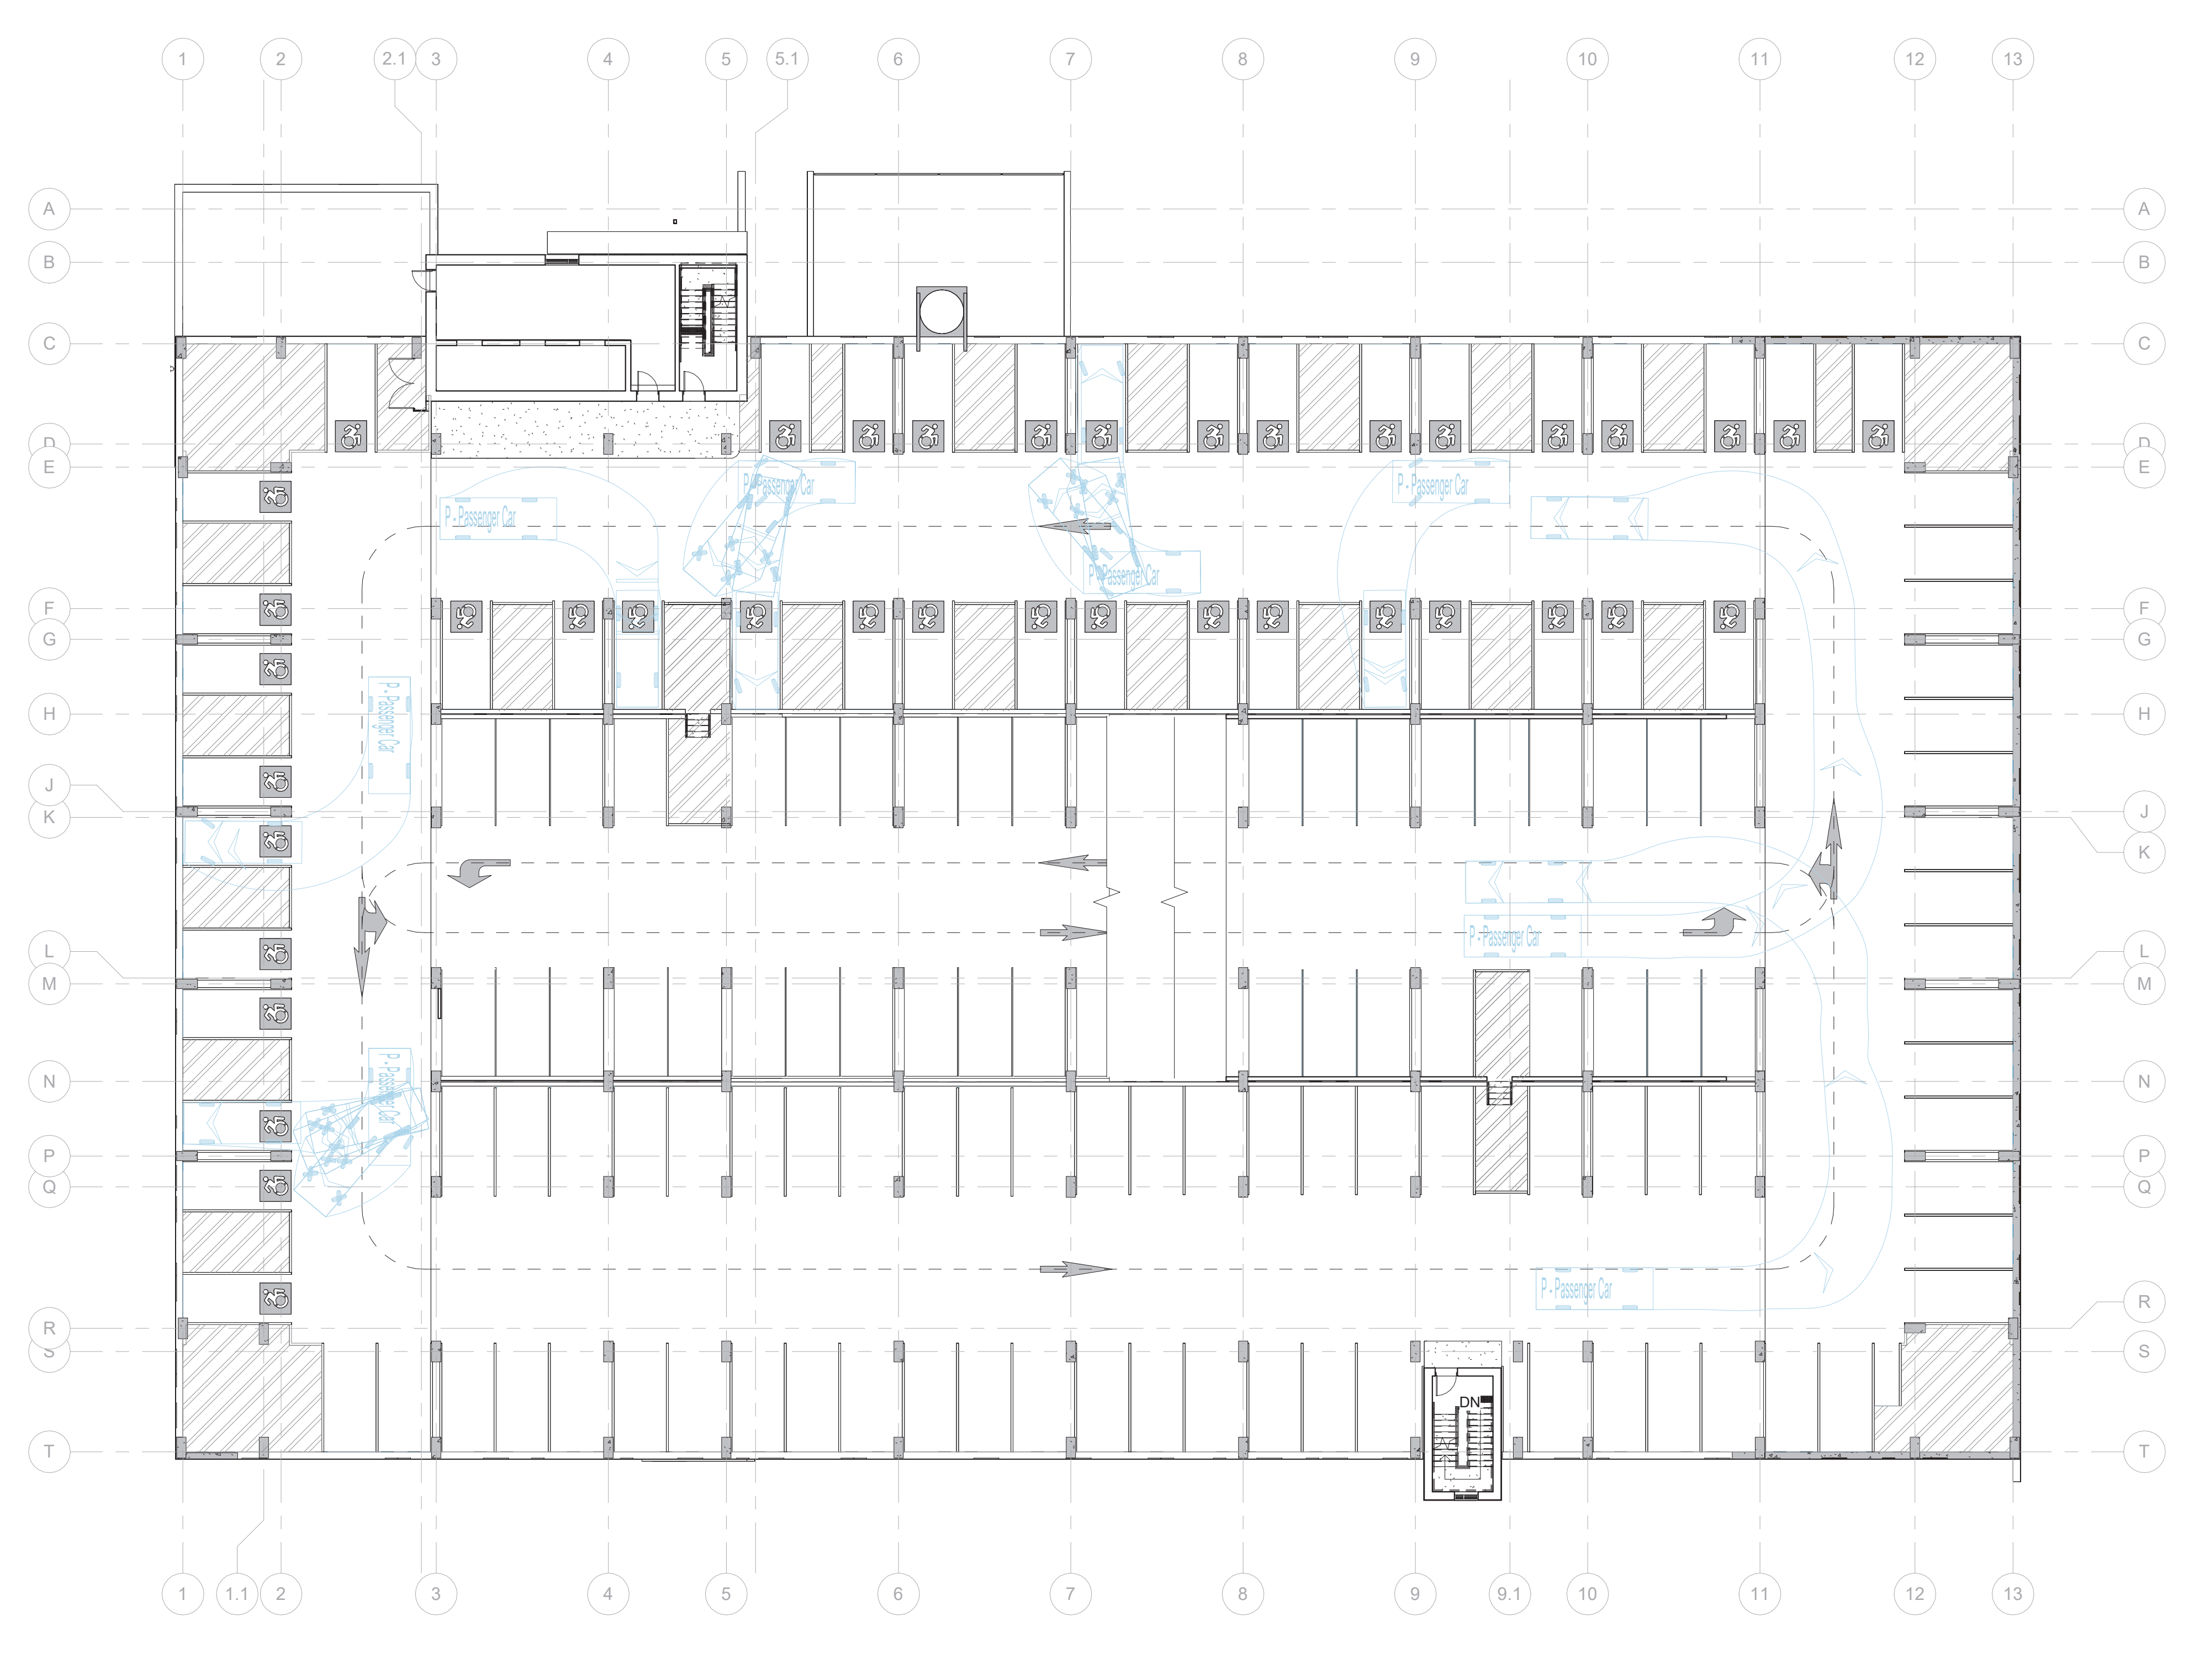 1 2 2.1 3 4 5 5.1 6 7 8 9 10 11 12 13
A A
B B
C C
D D
E E
P - Passenger Car P - Passenger Car
P - Passenger Car
P - Passenger Car
F F
G G
P - Passenger Car
H H
J J
K K
P - Passenger Car
L L
M M
P - Passenger Car
N N
P P
Q Q
P - Passenger Car
R R
S S
DN
T T
1 1.1 2 3 4 5 6 7 8 9 9.1 10 11 12 13